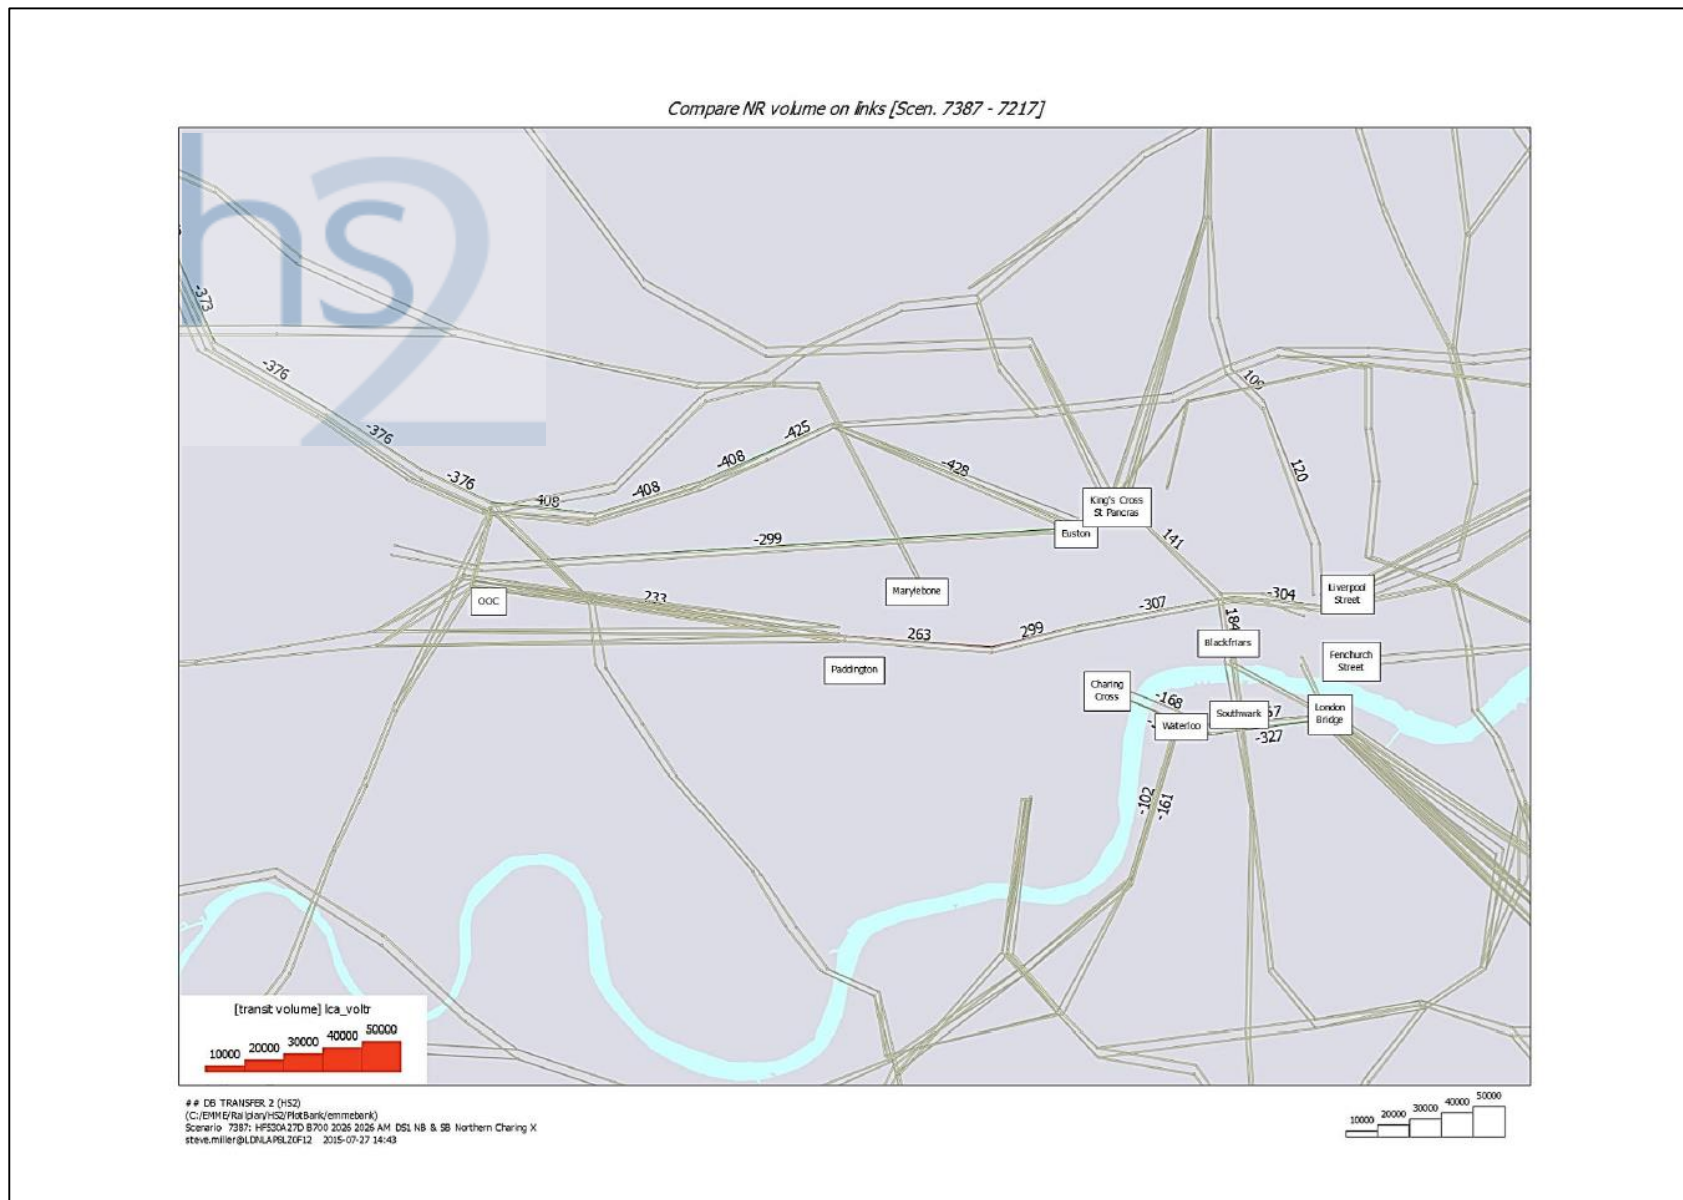 Compare NR volume on links [Scen. 7387 - 7217]
hs2
-373
-376
-376
-376
408
-408
-408
-425
-428
-299
233
263
299
-307
-304
109
120
141
184
-168
-327
-102
-161
King's Cross
St Pancras
Euston
Marylebone
OOC
Liverpool
Street
Blackfriars
Paddington
Fenchurch
Street
Charing
Cross
Waterloo
Southwark
London
Bridge
[transit volume] lca_voltr
10000 20000 30000 40000 50000
## DB TRANSFER 2 (HS2)
(C:/EMME/Railplan/HS2/PlotBank/emmebank)
Scenario 7387: HF530A27D B700 2026 2026 AM DS1 NB & SB Northern Charing X
2015-07-27 14:43
10000 20000 30000 40000 50000